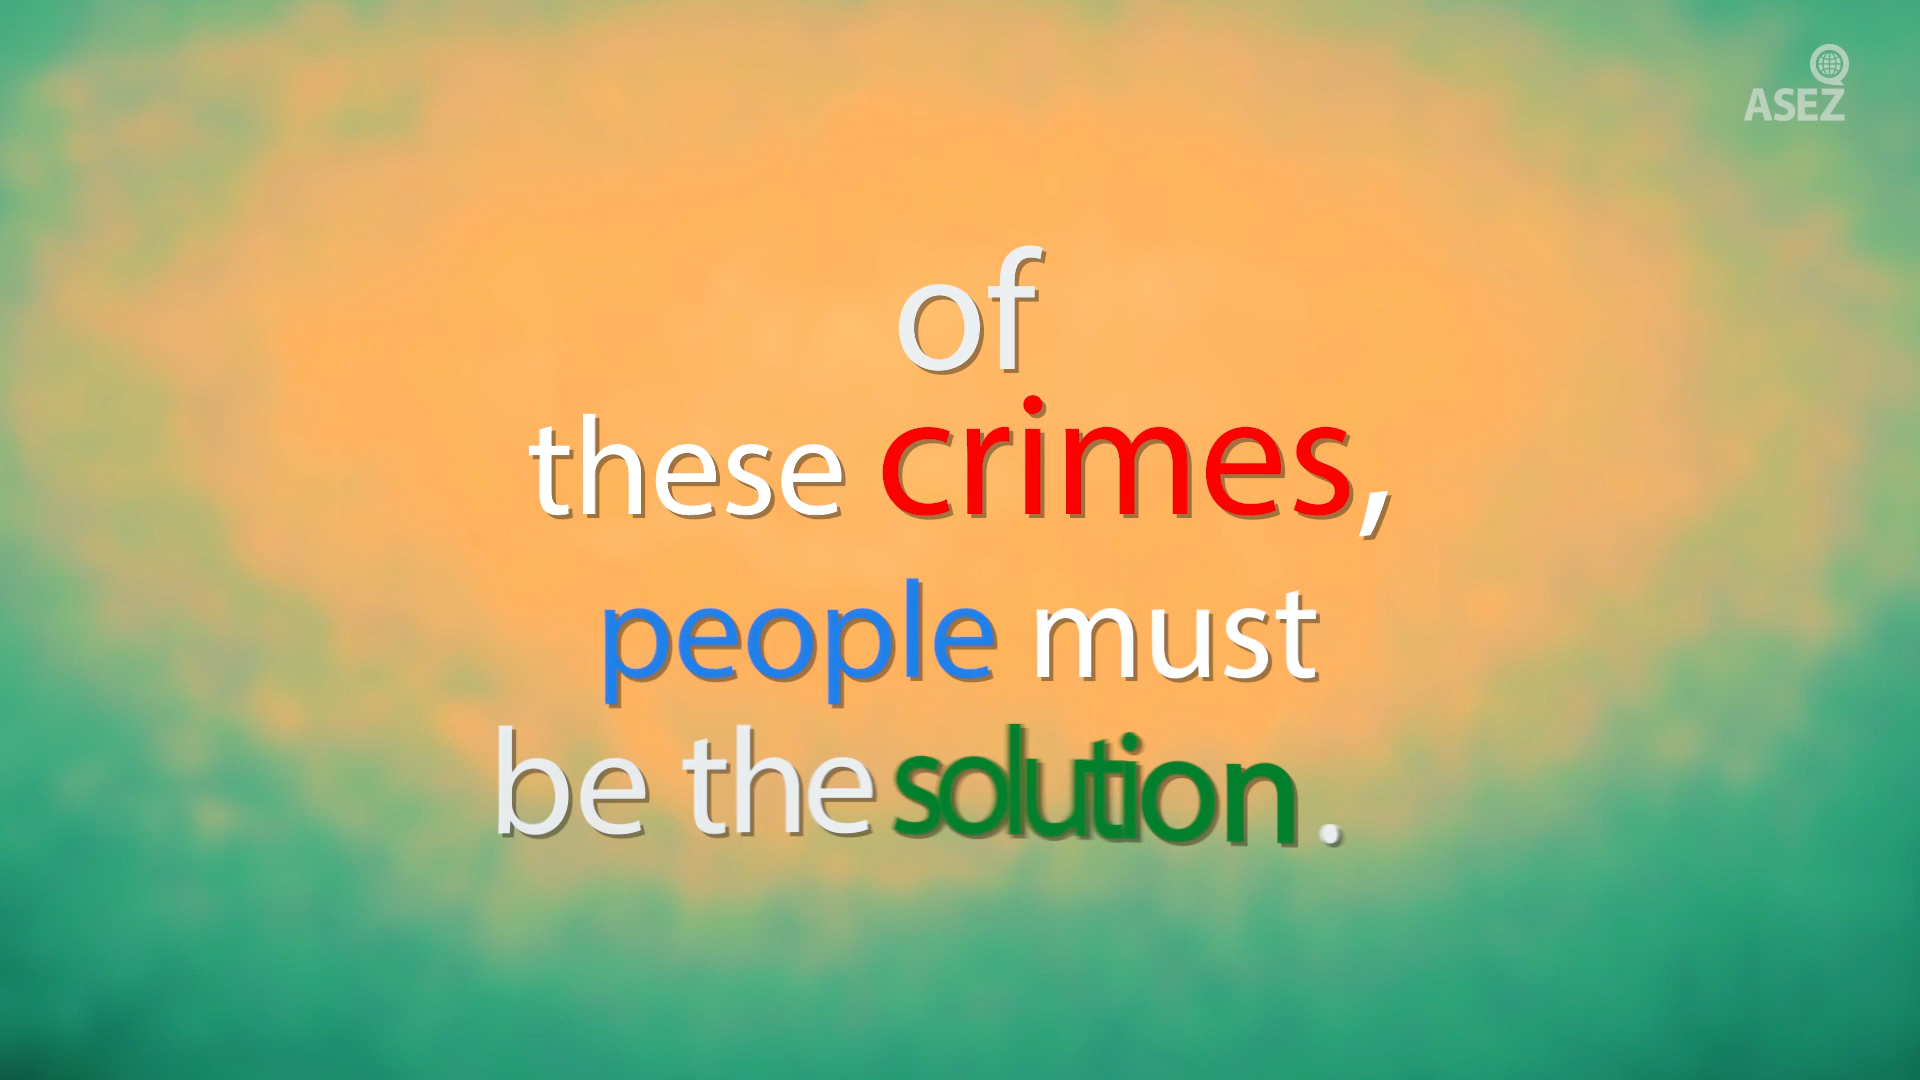 ASEZ
of
these crimes,
people must
be the solution.